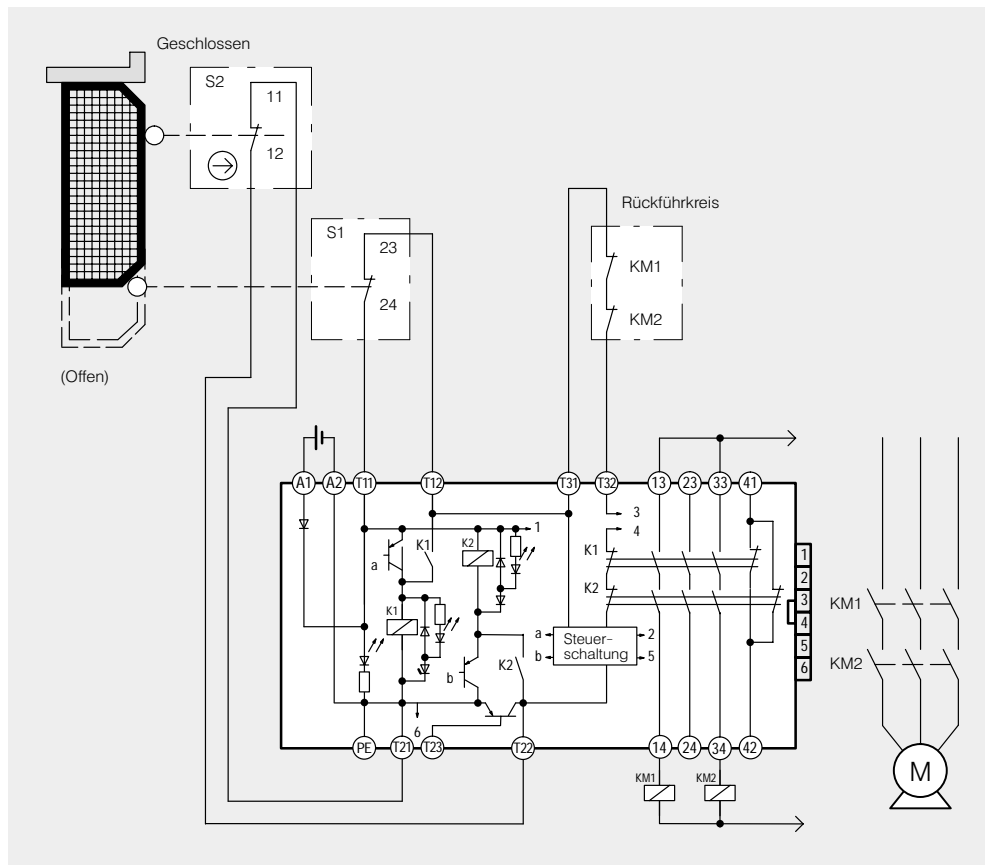 Geschlossen
S2
11
12
S1
23
24
Rückführkreis
KM1
KM2
(Offen)
A1 A2 T11 T12 T31 T32 13 23 33 41
3
1
4
K1
K2
K1
a
1
2
3
4
5
6
K2
K1
KM1
a
Steuer-
schaltung
2
b
5
K2
b
KM2
6
PE T21 T23 T22 14 24 34 42
KM1
KM2
M